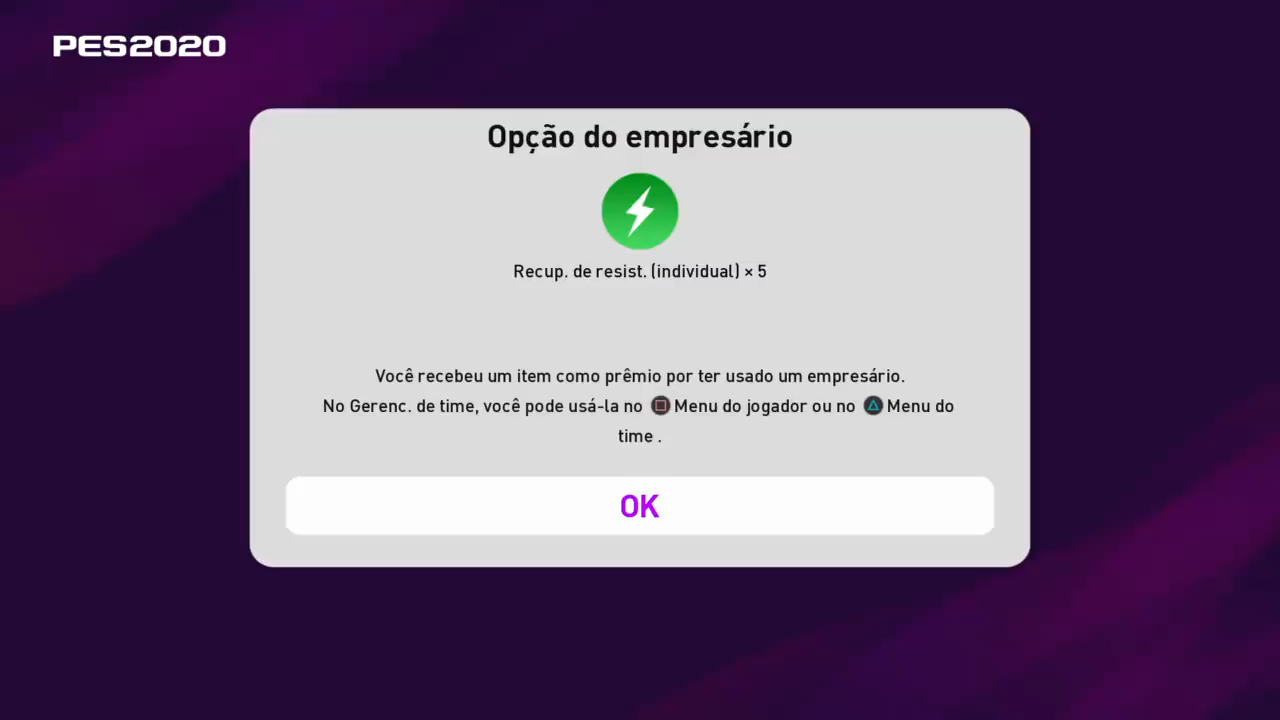 PES2020
Opção do empresário
Recup. de resist. (individual) × 5
Você recebeu um item como prêmio por ter usado um empresário.
No Gerenc. de time, você pode usá-la no Menu do jogador ou no Menu do
time .
OK